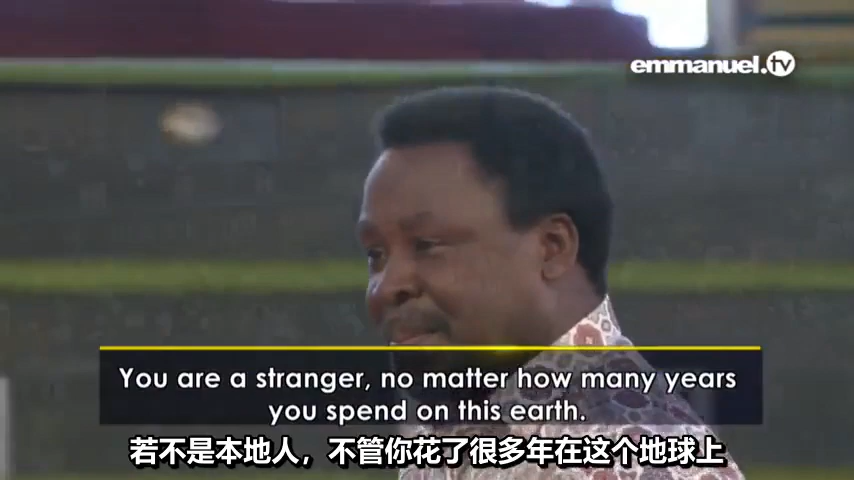 emmanuel.tv
You are a stranger, no matter how many years
you spend on this earth.
若不是本地人，不管你花了很多年在这个地球上